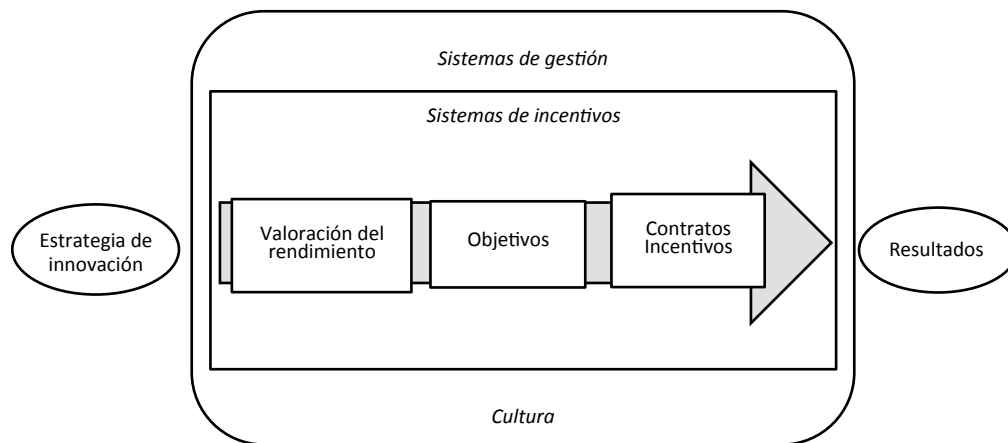 Sistemas de gestión
Sistemas de incentivos
Estrategia de
innovación
Valoración del
rendimiento
Objetivos
Contratos
Incentivos
Resultados
Cultura